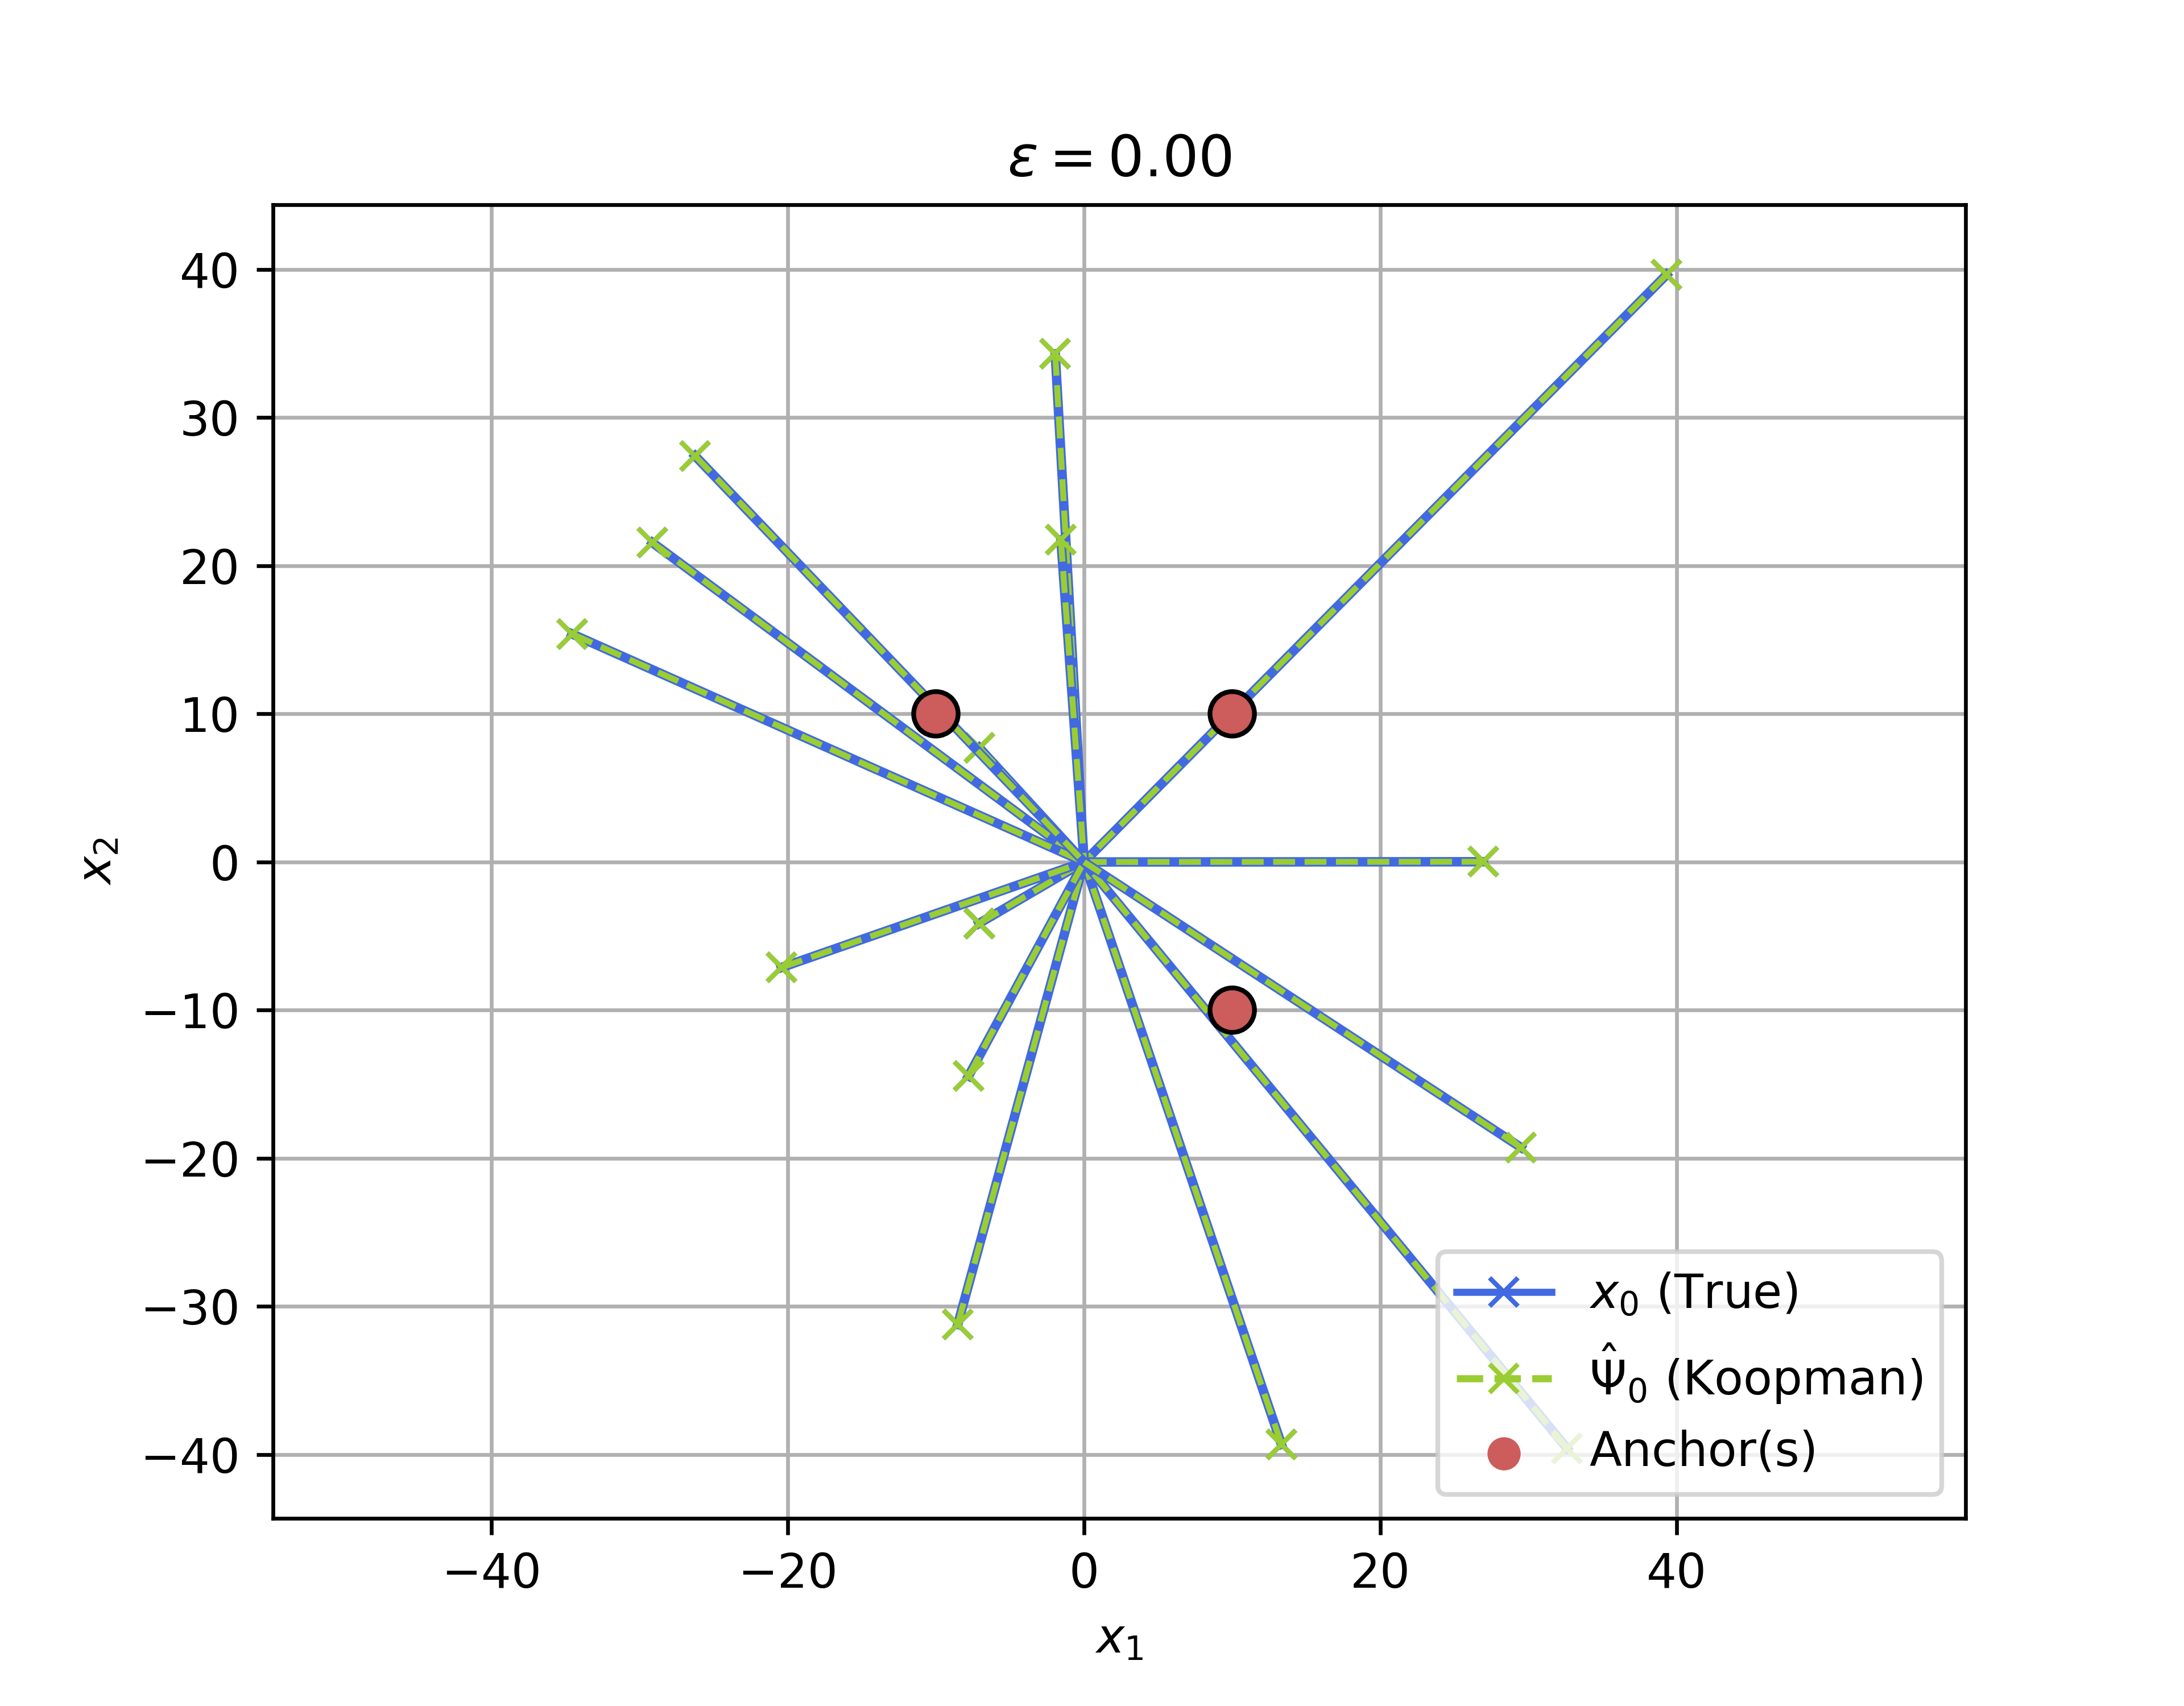 ε = 0.00
40
30
20
10
0
−10
−20
−30
−40
x₂
−40 −20 0 20 40
x₁
x₀ (True)
Ψ̂₀ (Koopman)
Anchor(s)